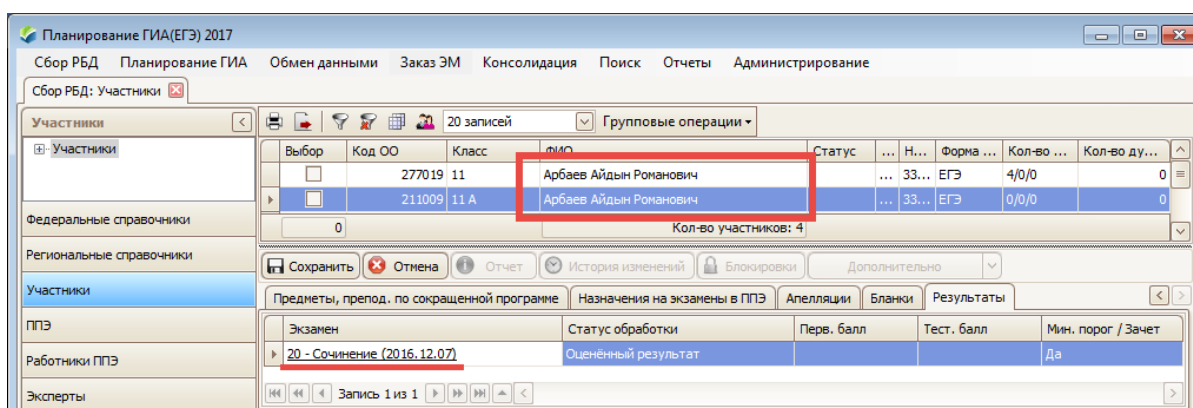 Планирование ГИА(ЕГЭ) 2017
Сбор РБД Планирование ГИА Обмен данными Заказ ЭМ Консолидация Поиск Отчеты Администрирование
Сбор РБД: Участники
Участники
20 записей Групповые операции
Участники
Выбор Код ОО Класс ФИО Статус ... Н... Форма ... Кол-во ... Кол-во ду...
277019 11 Арбаев Айдын Романович ... 33... ЕГЭ 4/0/0 0
211009 11 А Арбаев Айдын Романович ... 33... ЕГЭ 0/0/0 0
0 Кол-во участников: 4
Федеральные справочники
Региональные справочники
Участники
ППЭ
Работники ППЭ
Эксперты
Сохранить Отмена Отчет История изменений Блокировки Дополнительно
Предметы, препод. по сокращенной программе Назначения на экзамены в ППЭ Апелляции Бланки Результаты
Экзамен Статус обработки Перв. балл Тест. балл Мин. порог / Зачет
20 - Сочинение (2016.12.07) Оценённый результат Да
Запись 1 из 1